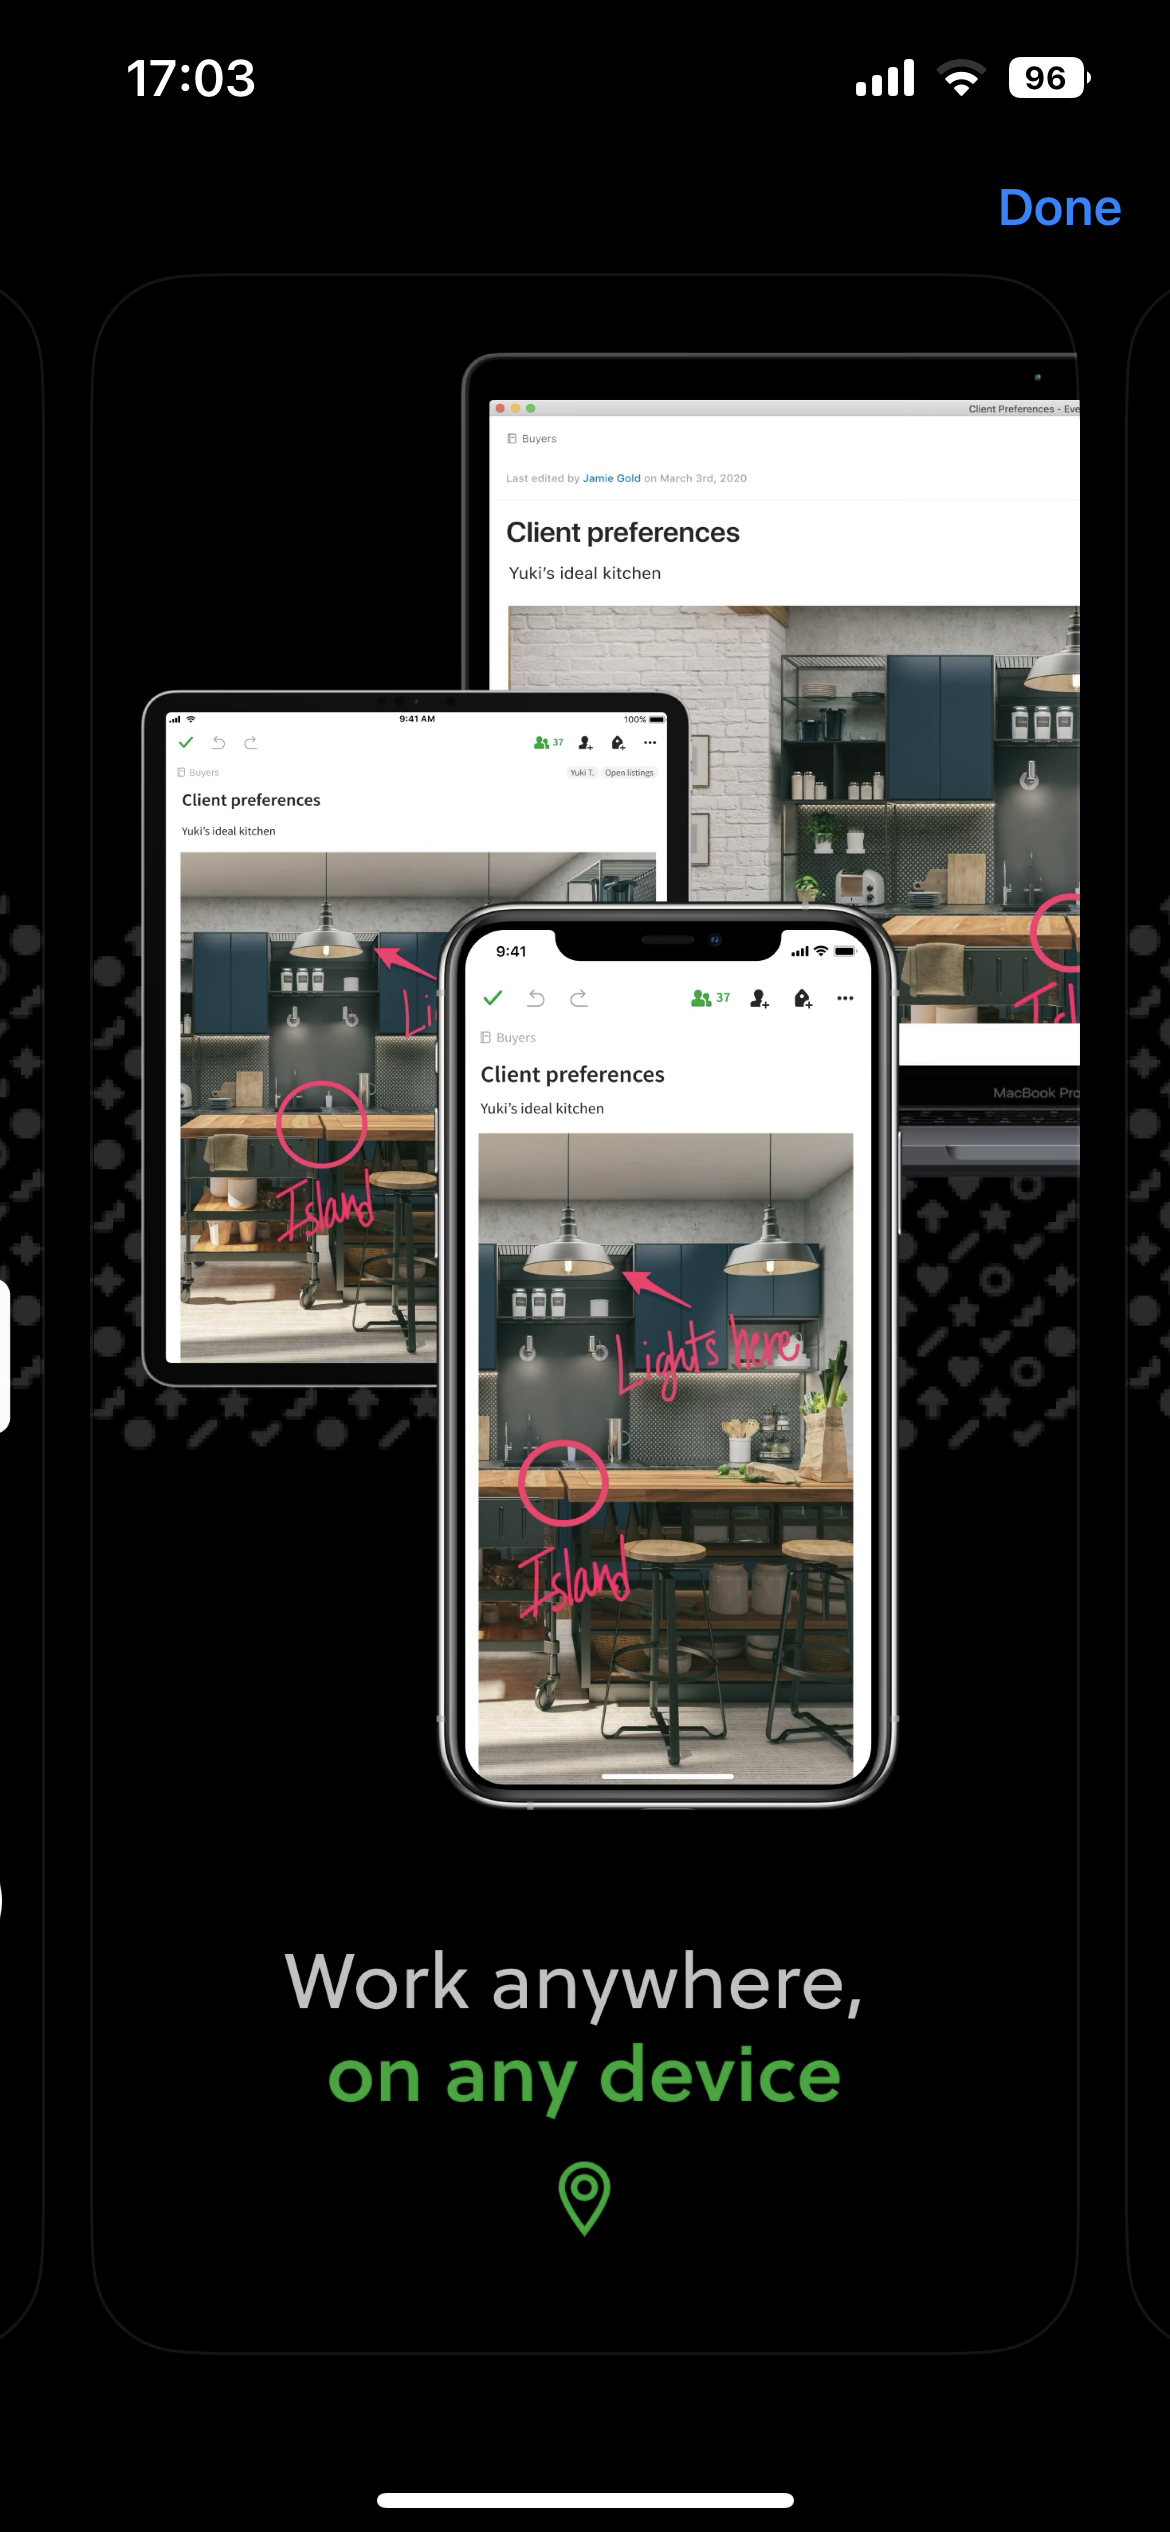 17:03
96
Done
Client Preferences - Eve
Buyers
Last edited by Jamie Gold on March 3rd, 2020
Client preferences
Yuki's ideal kitchen
9:41 AM
100%
37
Buyers
Yuki T. Open listings
Client preferences
Yuki's ideal kitchen
Li
Island
Isl
MacBook Pro
9:41
37
Buyers
Client preferences
Yuki's ideal kitchen
Lights here
Island
Work anywhere,
on any device